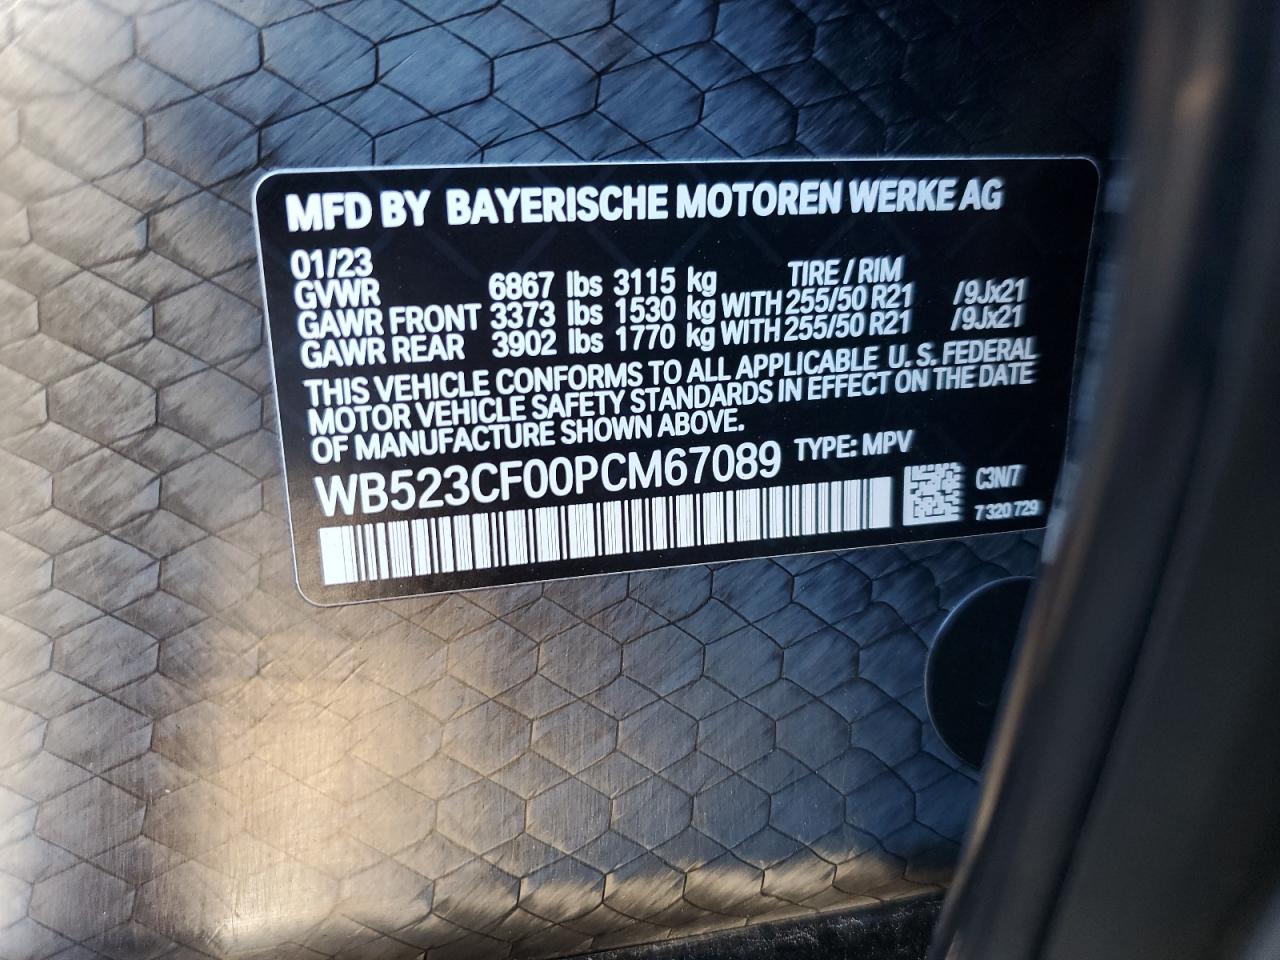 MFD BY BAYERISCHE MOTOREN WERKE AG
01/23
GVWR 6867 lbs 3115 kg TIRE / RIM
GAWR FRONT 3373 lbs 1530 kg WITH 255/50 R21 /9Jx21
GAWR REAR 3902 lbs 1770 kg WITH 255/50 R21 /9Jx21
THIS VEHICLE CONFORMS TO ALL APPLICABLE U. S. FEDERAL
MOTOR VEHICLE SAFETY STANDARDS IN EFFECT ON THE DATE
OF MANUFACTURE SHOWN ABOVE.
WB523CF00PCM67089 TYPE: MPV
C3N/7
7 320 729